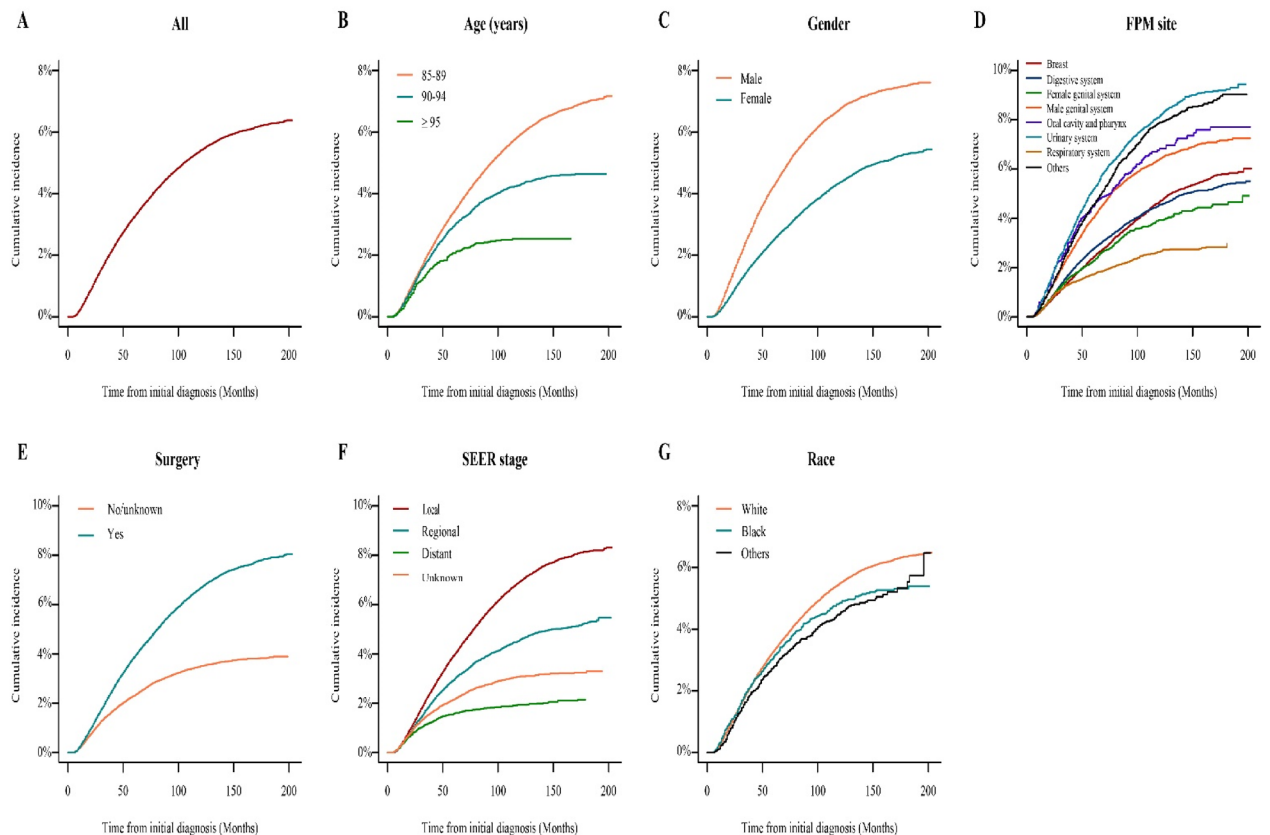 A
All
8%
6%
4%
2%
0%
Cumulative incidence
0 50 100 150 200
Time from initial diagnosis (Months)
B
Age (years)
85-89
90-94
≥ 95
8%
6%
4%
2%
0%
Cumulative incidence
0 50 100 150 200
Time from initial diagnosis (Months)
C
Gender
Male
Female
8%
6%
4%
2%
0%
Cumulative incidence
0 50 100 150 200
Time from initial diagnosis (Months)
D
FPM site
Breast
Digestive system
Female genital system
Male genital system
Oral cavity and pharynx
Urinary system
Respiratory system
Others
10%
8%
6%
4%
2%
0%
Cumulative incidence
0 50 100 150 200
Time from initial diagnosis (Months)
E
Surgery
No/unknown
Yes
10%
8%
6%
4%
2%
0%
Cumulative incidence
0 50 100 150 200
Time from initial diagnosis (Months)
F
SEER stage
Local
Regional
Distant
Unknown
10%
8%
6%
4%
2%
0%
Cumulative incidence
0 50 100 150 200
Time from initial diagnosis (Months)
G
Race
White
Black
Others
8%
6%
4%
2%
0%
Cumulative incidence
0 50 100 150 200
Time from initial diagnosis (Months)